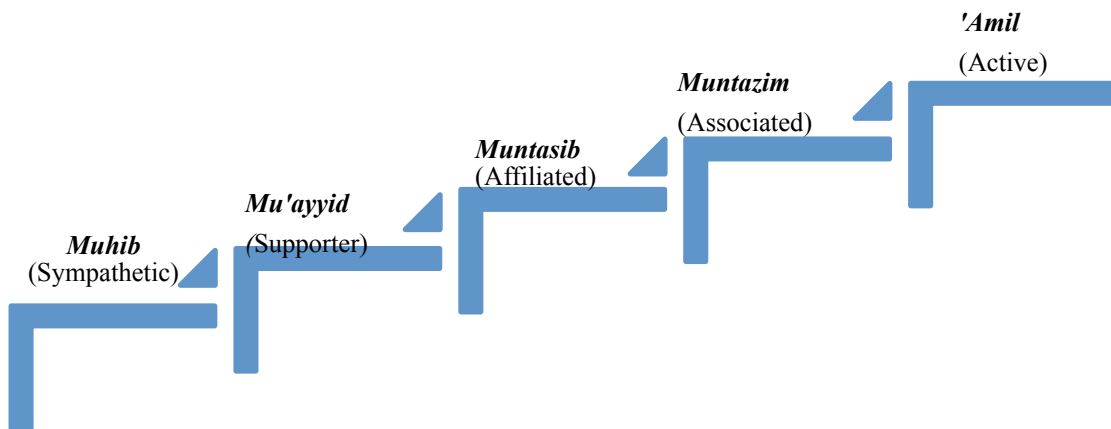 Muhib
(Sympathetic)
Mu'ayyid
(Supporter)
Muntasib
(Affiliated)
Muntazim
(Associated)
'Amil
(Active)